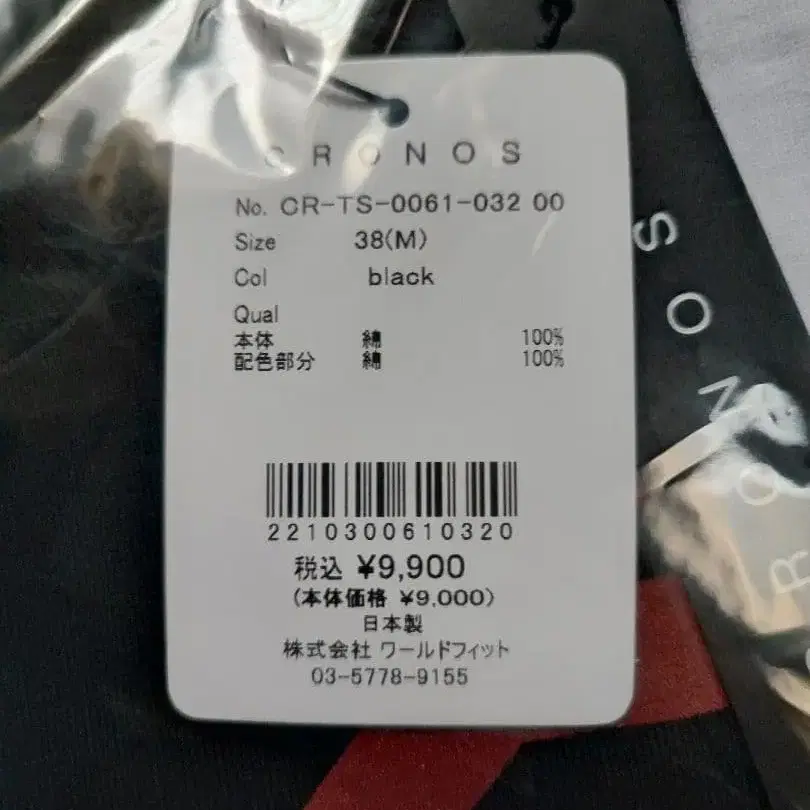 CRONOS
No. CR-TS-0061-032 00
Size 38(M)
Col black
Qual
本体 綿 100%
配色部分 綿 100%
2210300610320
税込 ¥9,900
(本体価格 ¥9,000)
日本製
株式会社 ワールドフィット
03-5778-9155
CRONOS